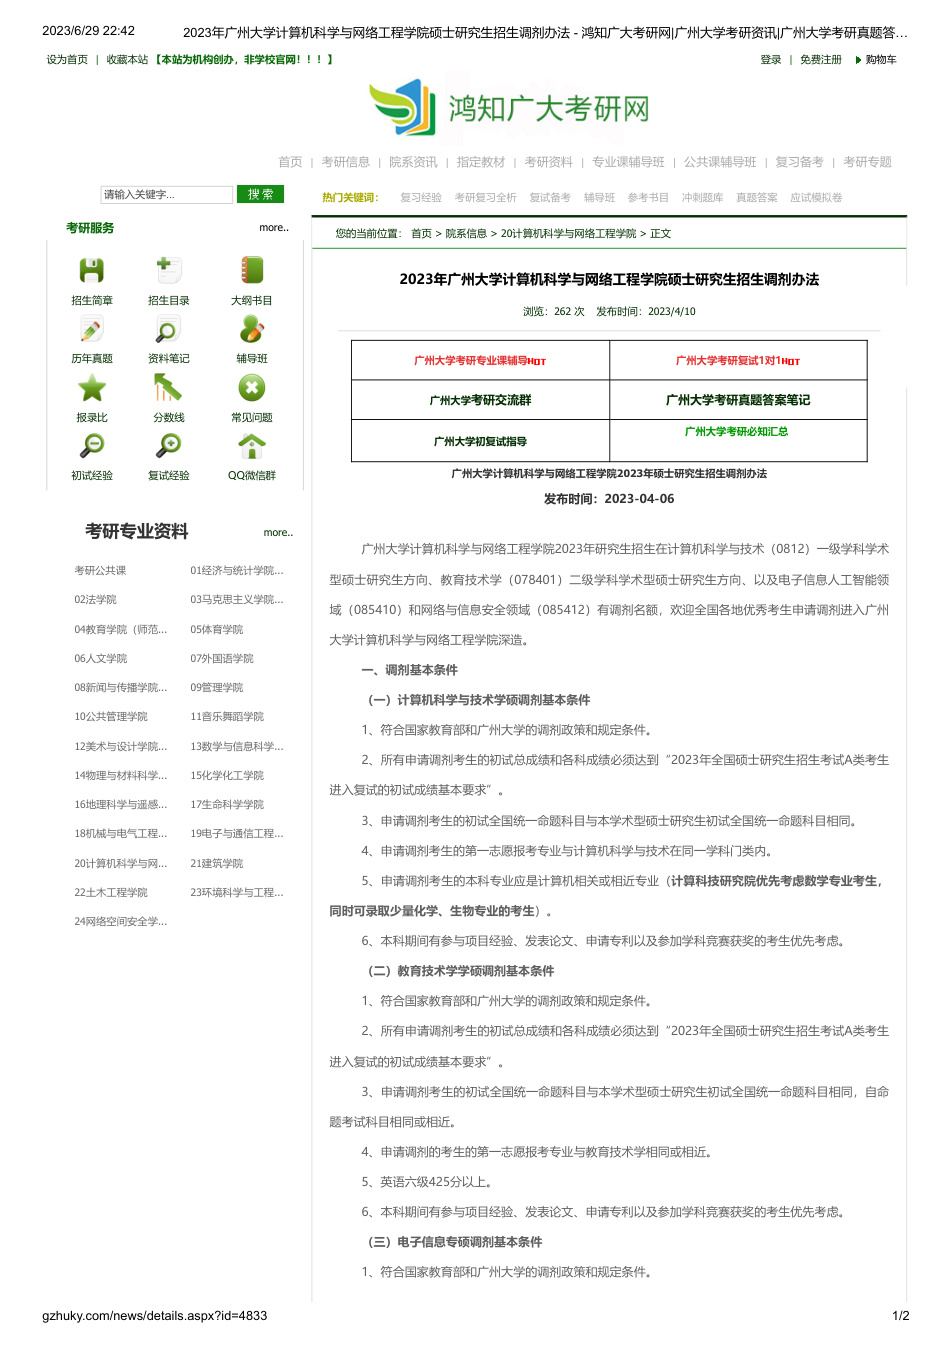 2023/6/29 22:42
2023年广州大学计算机科学与网络工程学院硕士研究生招生调剂办法 - 鸿知广大考研网|广州大学考研资讯|广州大学考研真题答…
设为首页 | 收藏本站 【本站为机构创办，非学校官网！！！】
登录 | 免费注册 购物车
鸿知广大考研网
首页 | 考研信息 | 院系资讯 | 指定教材 | 考研资料 | 专业课辅导班 | 公共课辅导班 | 复习备考 | 考研专题
请输入关键字...
搜 索
热门关键词： 复习经验 考研复习全析 复试备考 辅导班 参考书目 冲刺题库 真题答案 应试模拟卷
考研服务 more..
招生简章 招生目录 大纲书目
历年真题 资料笔记 辅导班
报录比 分数线 常见问题
初试经验 复试经验 QQ微信群
考研专业资料 more..
考研公共课 01经济与统计学院...
02法学院 03马克思主义学院...
04教育学院（师范... 05体育学院
06人文学院 07外国语学院
08新闻与传播学院... 09管理学院
10公共管理学院 11音乐舞蹈学院
12美术与设计学院... 13数学与信息科学...
14物理与材料科学... 15化学化工学院
16地理科学与遥感... 17生命科学学院
18机械与电气工程... 19电子与通信工程...
20计算机科学与网... 21建筑学院
22土木工程学院 23环境科学与工程...
24网络空间安全学...
您的当前位置： 首页 > 院系信息 > 20计算机科学与网络工程学院 > 正文
2023年广州大学计算机科学与网络工程学院硕士研究生招生调剂办法
浏览：262 次 发布时间：2023/4/10
广州大学考研专业课辅导HOT 广州大学考研复试1对1HOT
广州大学考研交流群 广州大学考研真题答案笔记
广州大学初复试指导 广州大学考研必知汇总
广州大学计算机科学与网络工程学院2023年硕士研究生招生调剂办法
发布时间：2023-04-06
广州大学计算机科学与网络工程学院2023年研究生招生在计算机科学与技术（0812）一级学科学术
型硕士研究生方向、教育技术学（078401）二级学科学术型硕士研究生方向、以及电子信息人工智能领
域（085410）和网络与信息安全领域（085412）有调剂名额，欢迎全国各地优秀考生申请调剂进入广州
大学计算机科学与网络工程学院深造。
一、调剂基本条件
（一）计算机科学与技术学硕调剂基本条件
1、符合国家教育部和广州大学的调剂政策和规定条件。
2、所有申请调剂考生的初试总成绩和各科成绩必须达到“2023年全国硕士研究生招生考试A类考生
进入复试的初试成绩基本要求”。
3、申请调剂考生的初试全国统一命题科目与本学术型硕士研究生初试全国统一命题科目相同。
4、申请调剂考生的第一志愿报考专业与计算机科学与技术在同一学科门类内。
5、申请调剂考生的本科专业应是计算机相关或相近专业（计算科技研究院优先考虑数学专业考生，
同时可录取少量化学、生物专业的考生）。
6、本科期间有参与项目经验、发表论文、申请专利以及参加学科竞赛获奖的考生优先考虑。
（二）教育技术学学硕调剂基本条件
1、符合国家教育部和广州大学的调剂政策和规定条件。
2、所有申请调剂考生的初试总成绩和各科成绩必须达到“2023年全国硕士研究生招生考试A类考生
进入复试的初试成绩基本要求”。
3、申请调剂考生的初试全国统一命题科目与本学术型硕士研究生初试全国统一命题科目相同，自命
题考试科目相同或相近。
4、申请调剂的考生的第一志愿报考专业与教育技术学相同或相近。
5、英语六级425分以上。
6、本科期间有参与项目经验、发表论文、申请专利以及参加学科竞赛获奖的考生优先考虑。
（三）电子信息专硕调剂基本条件
1、符合国家教育部和广州大学的调剂政策和规定条件。
gzhuky.com/news/details.aspx?id=4833
1/2